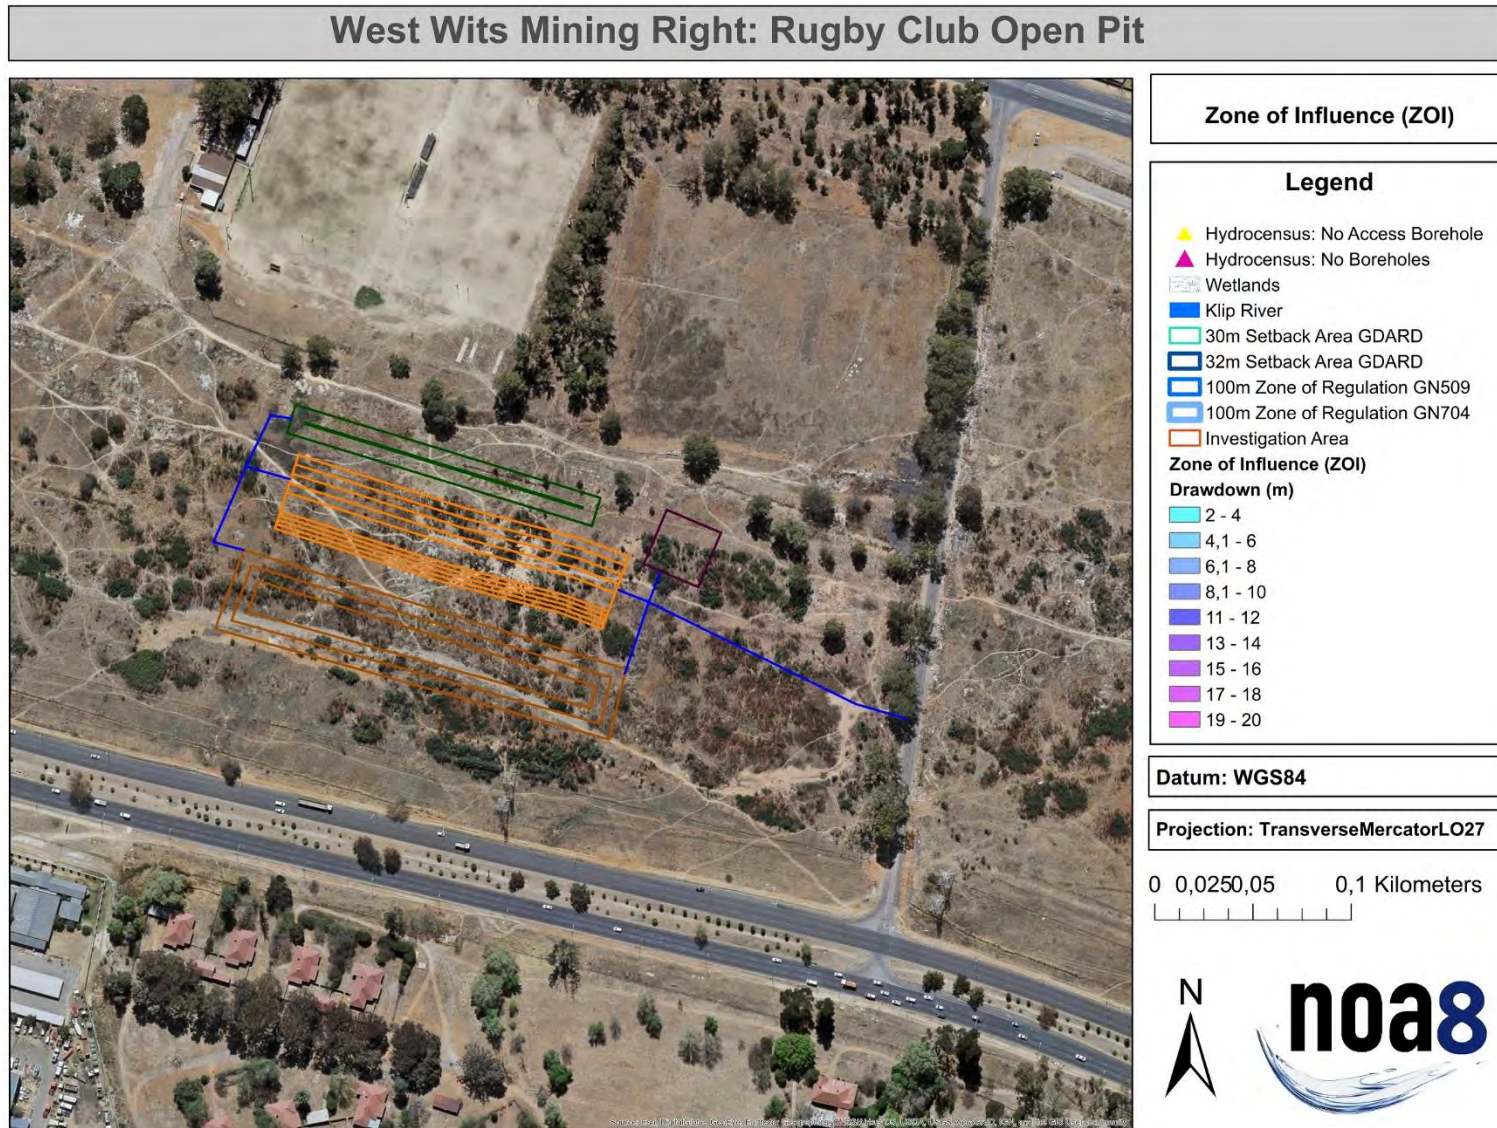 West Wits Mining Right: Rugby Club Open Pit
Zone of Influence (ZOI)
Legend
Hydrocensus: No Access Borehole
Hydrocensus: No Boreholes
Wetlands
Klip River
30m Setback Area GDARD
32m Setback Area GDARD
100m Zone of Regulation GN509
100m Zone of Regulation GN704
Investigation Area
Zone of Influence (ZOI)
Drawdown (m)
2 - 4
4,1 - 6
6,1 - 8
8,1 - 10
11 - 12
13 - 14
15 - 16
17 - 18
19 - 20
Datum: WGS84
Projection: TransverseMercatorLO27
0 0,0250,05 0,1 Kilometers
N
noa8